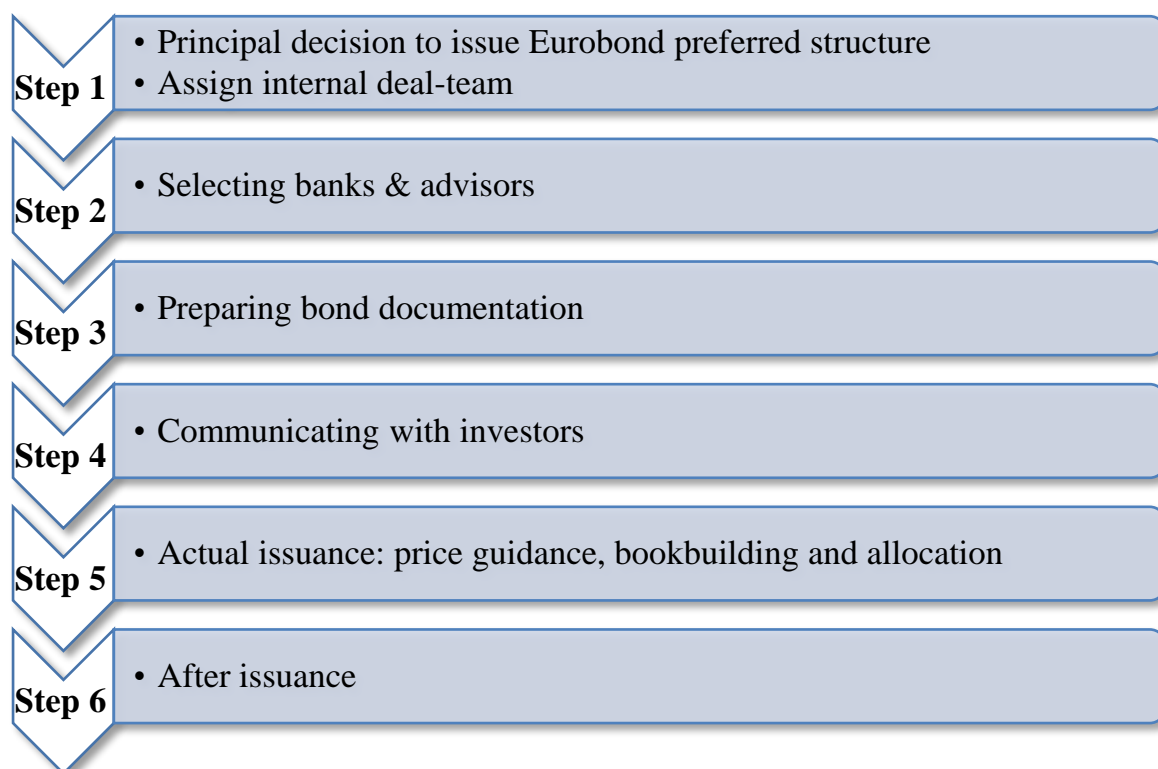 • Principal decision to issue Eurobond preferred structure
• Assign internal deal-team
Step 1
• Selecting banks & advisors
Step 2
• Preparing bond documentation
Step 3
• Communicating with investors
Step 4
• Actual issuance: price guidance, bookbuilding and allocation
Step 5
• After issuance
Step 6